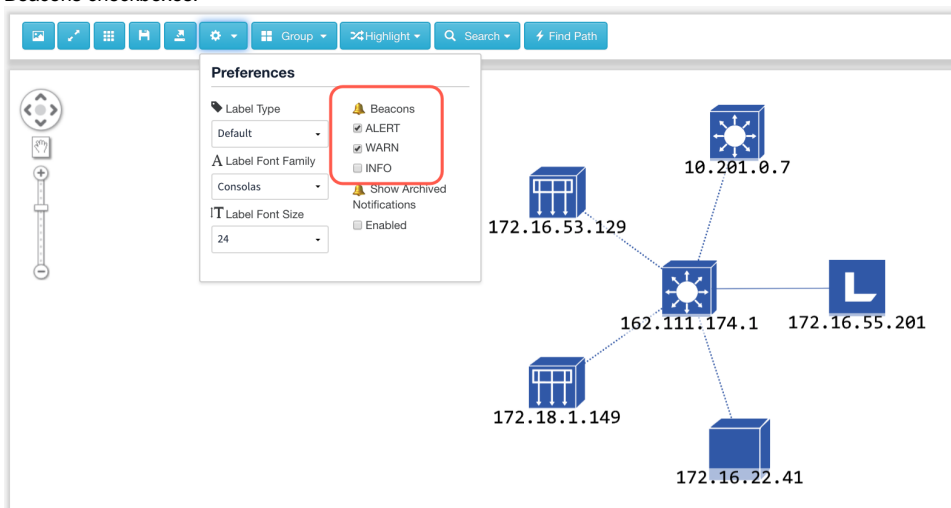 Group
Highlight
Search
Find Path
Preferences
Label Type
Default
A Label Font Family
Consolas
Label Font Size
24
Beacons
ALERT
WARN
INFO
Show Archived
Notifications
Enabled
10.201.0.7
172.16.53.129
162.111.174.1
172.16.55.201
172.18.1.149
172.16.22.41